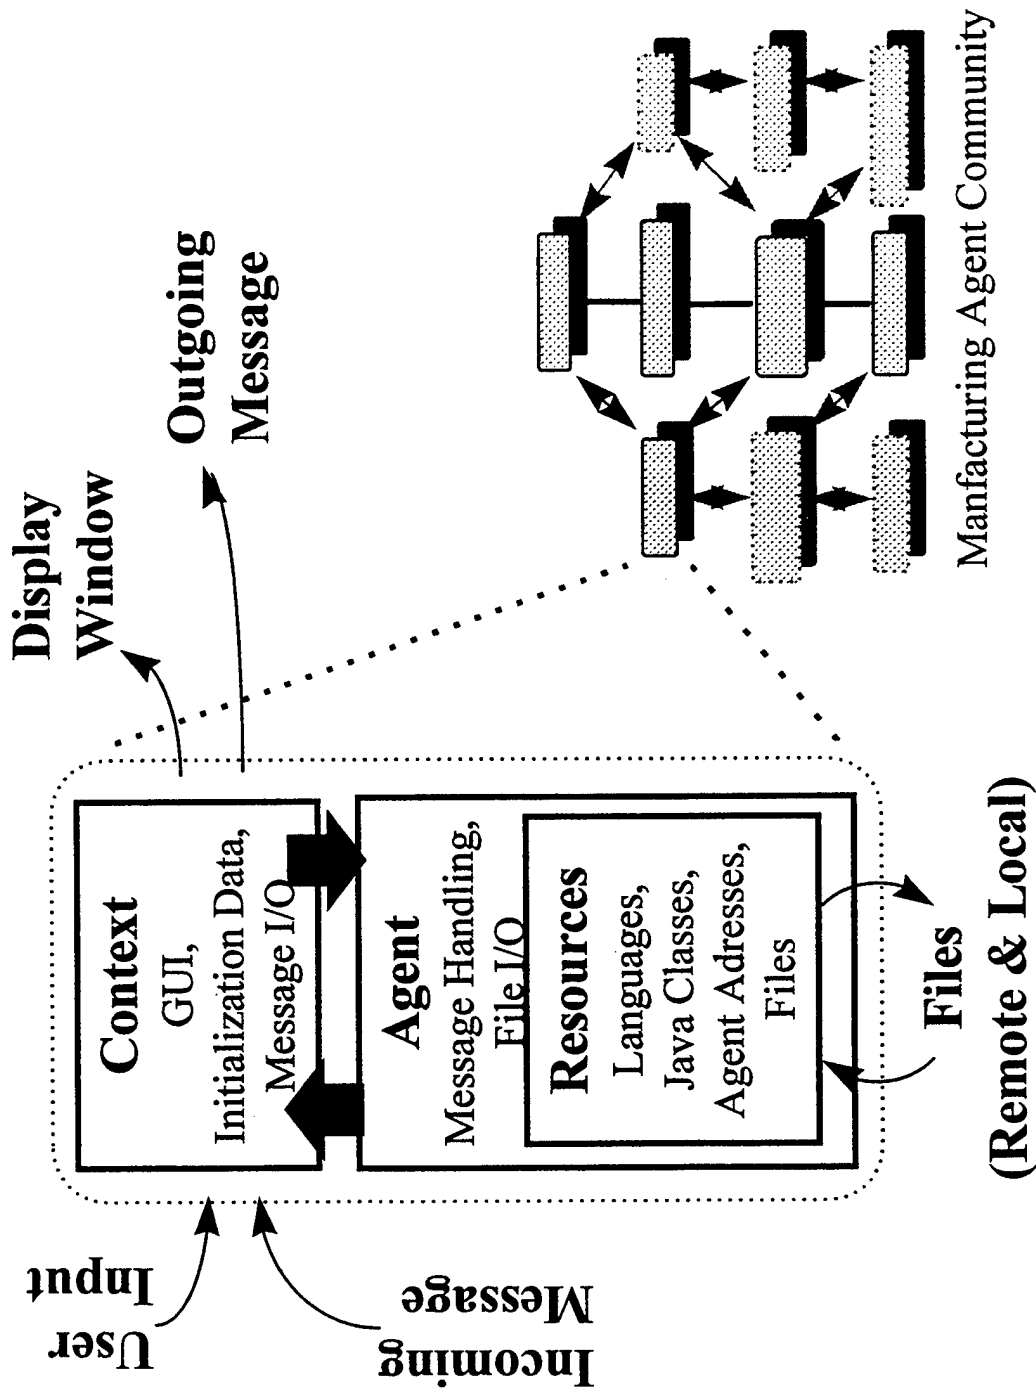 User
Input
Incoming
Message
Display
Window
Outgoing
Message
Context
GUI,
Initialization Data,
Message I/O
Agent
Message Handling,
File I/O
Resources
Languages,
Java Classes,
Agent Adresses,
Files
Files
(Remote & Local)
Manfacturing Agent Community